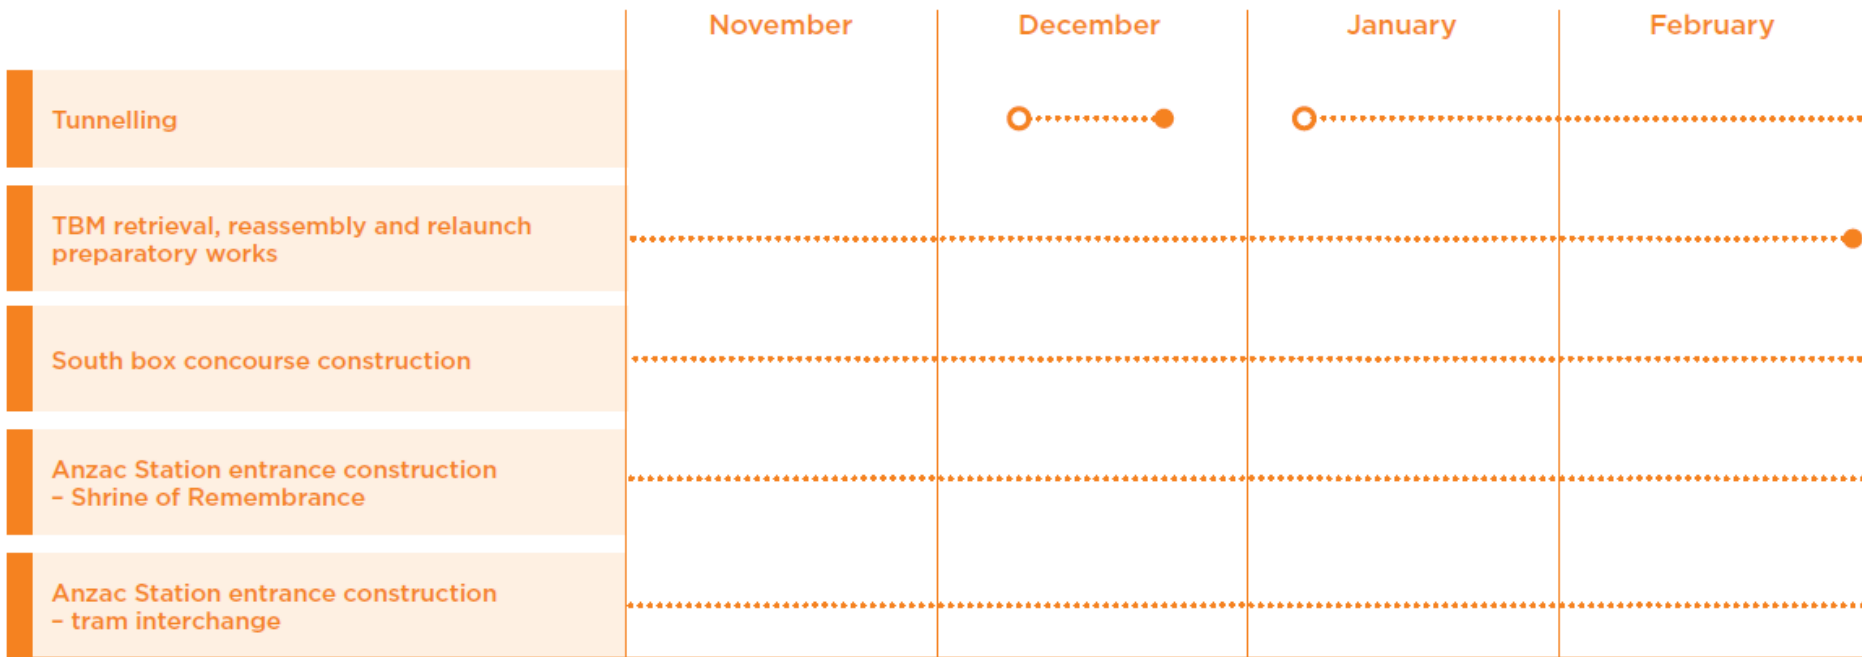 November
December
January
February
Tunnelling
TBM retrieval, reassembly and relaunch
preparatory works
South box concourse construction
Anzac Station entrance construction
– Shrine of Remembrance
Anzac Station entrance construction
– tram interchange